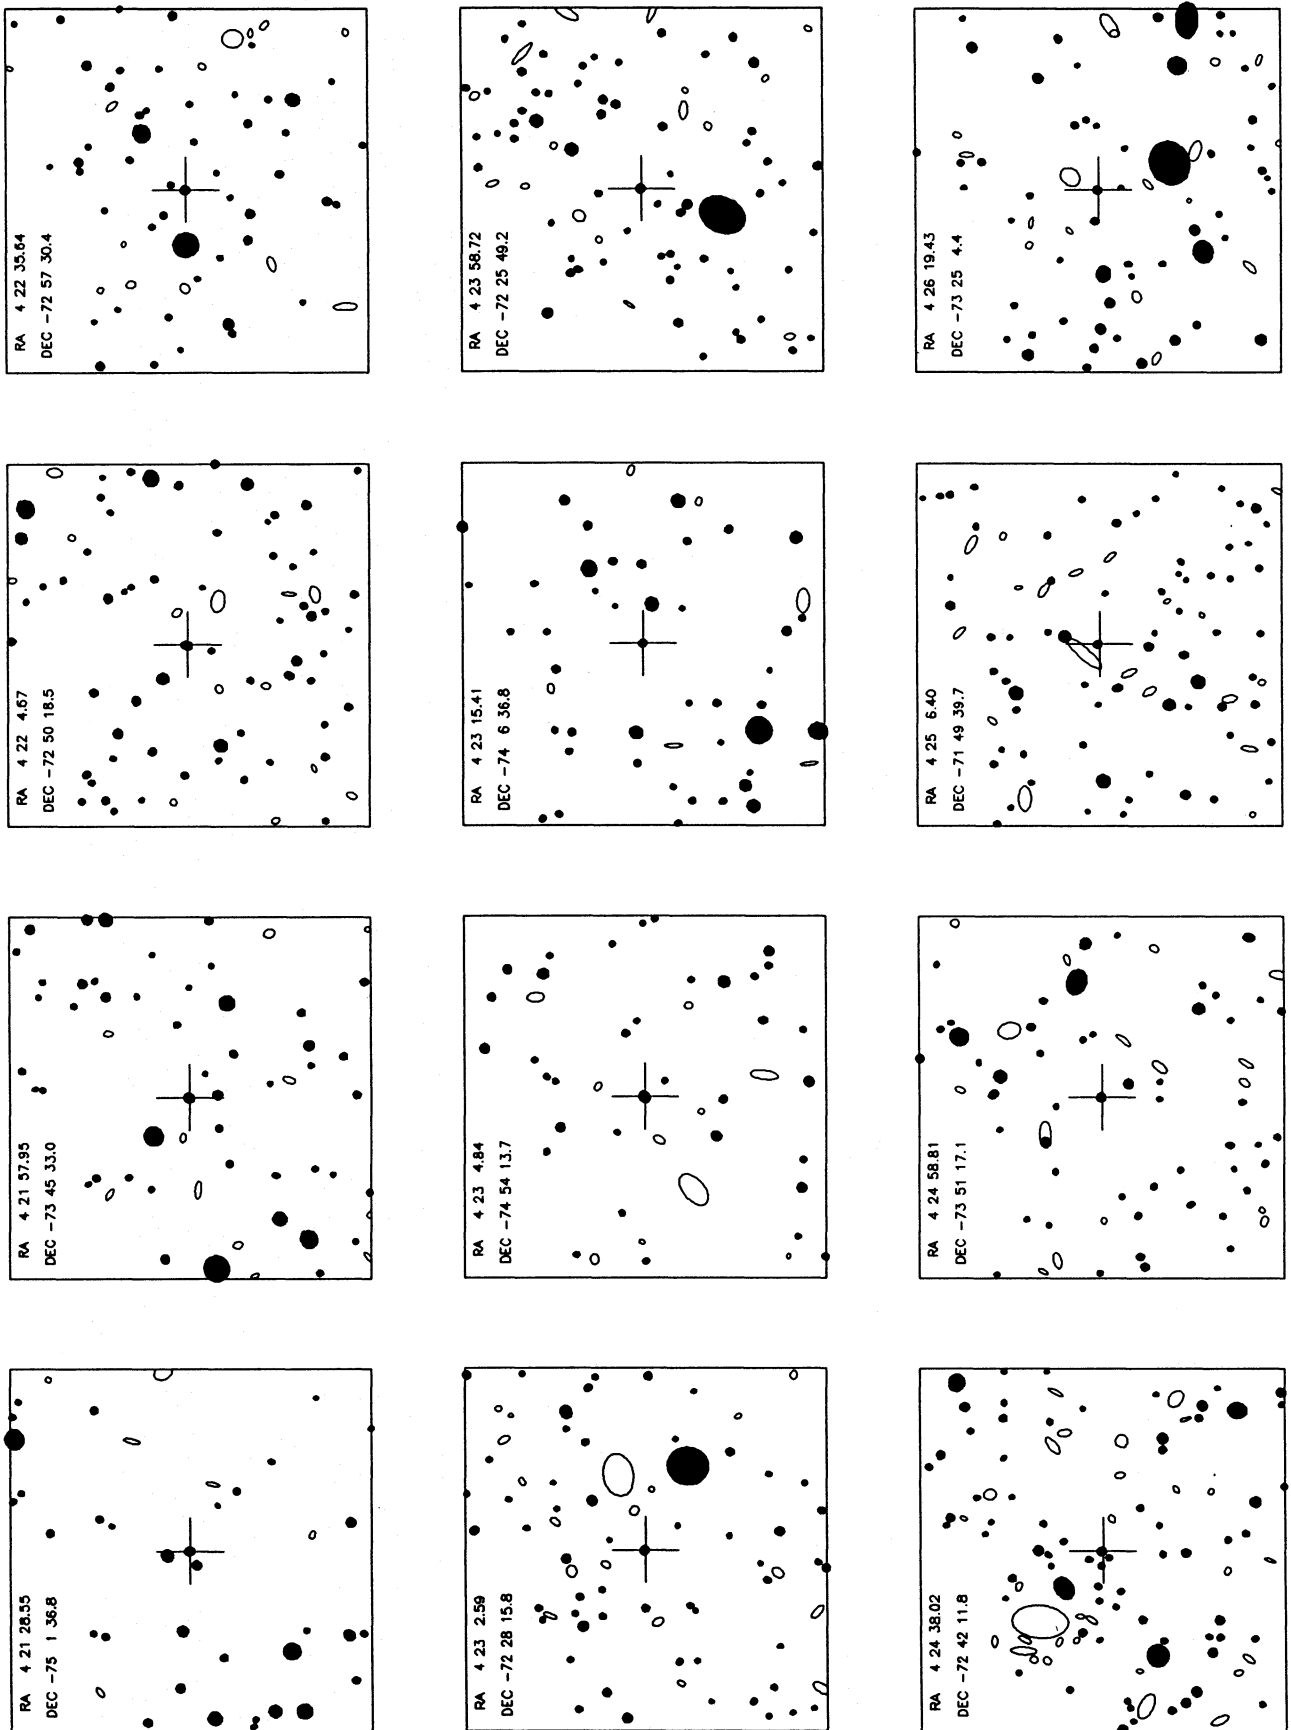 RA 4 21 28.55
DEC -75 1 36.8
RA 4 21 57.95
DEC -73 45 33.0
RA 4 22 4.67
DEC -72 50 18.5
RA 4 22 35.64
DEC -72 57 30.4
RA 4 23 2.59
DEC -72 28 15.8
RA 4 23 4.84
DEC -74 54 13.7
RA 4 23 15.41
DEC -74 6 36.8
RA 4 23 58.72
DEC -72 25 49.2
RA 4 24 38.02
DEC -72 42 11.8
RA 4 24 58.81
DEC -73 51 17.1
RA 4 25 6.40
DEC -71 49 39.7
RA 4 26 19.43
DEC -73 25 4.4